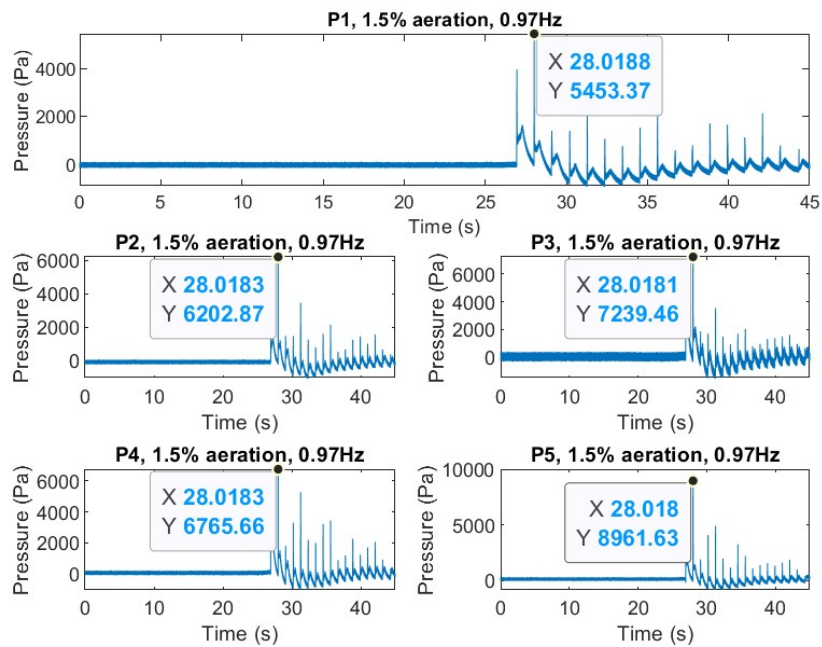 P1, 1.5% aeration, 0.97Hz
Pressure (Pa)
4000
2000
0
X 28.0188
Y 5453.37
0 5 10 15 20 25 30 35 40 45
Time (s)
P2, 1.5% aeration, 0.97Hz
Pressure (Pa)
6000
4000
2000
0
X 28.0183
Y 6202.87
0 10 20 30 40
Time (s)
P3, 1.5% aeration, 0.97Hz
Pressure (Pa)
6000
4000
2000
0
X 28.0181
Y 7239.46
0 10 20 30 40
Time (s)
P4, 1.5% aeration, 0.97Hz
Pressure (Pa)
6000
4000
2000
0
X 28.0183
Y 6765.66
0 10 20 30 40
Time (s)
P5, 1.5% aeration, 0.97Hz
Pressure (Pa)
10000
5000
0
X 28.018
Y 8961.63
0 10 20 30 40
Time (s)